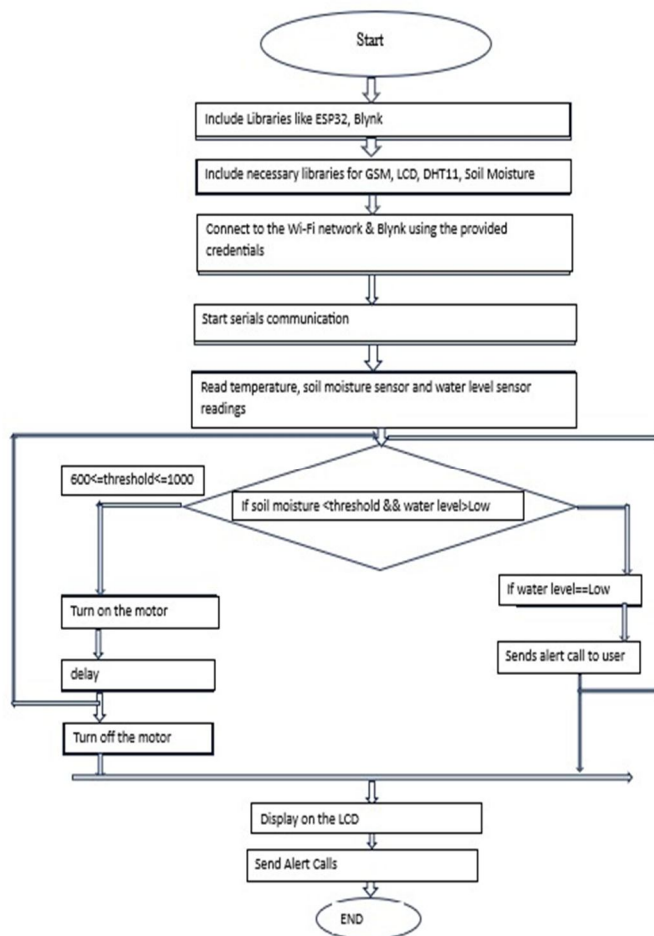 Start
Include Libraries like ESP32, Blynk
Include necessary libraries for GSM, LCD, DHT11, Soil Moisture
Connect to the Wi-Fi network & Blynk using the provided
credentials
Start serials communication
Read temperature, soil moisture sensor and water level sensor
readings
600<=threshold<=1000
If soil moisture <threshold && water level>Low
If water level==Low
Turn on the motor
Sends alert call to user
delay
Turn off the motor
Display on the LCD
Send Alert Calls
END